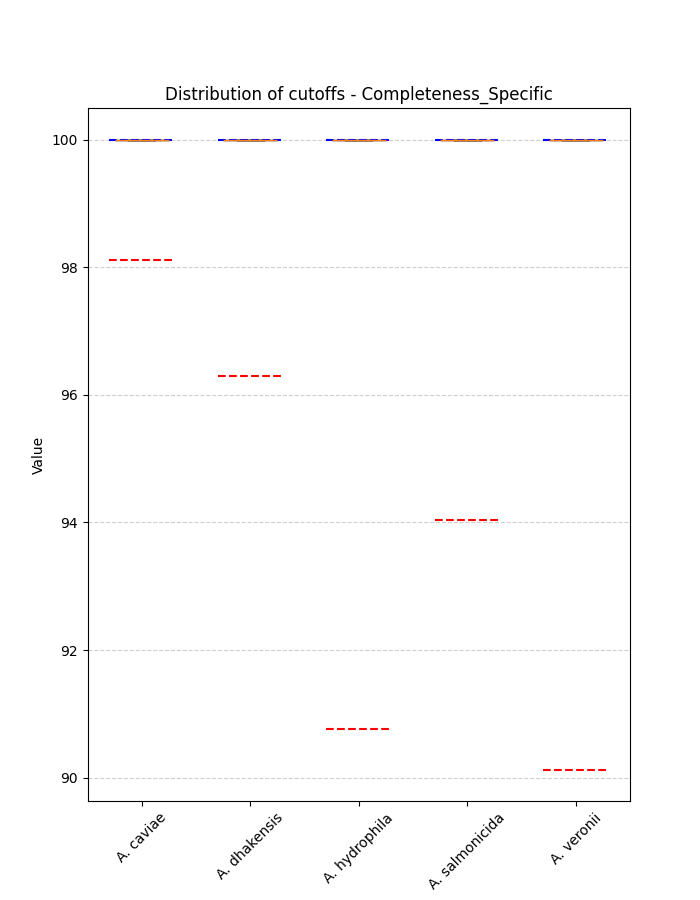 Distribution of cutoffs - Completeness_Specific
100
98
96
94
92
90
Value
A. caviae
A. dhakensis
A. hydrophila
A. salmonicida
A. veronii